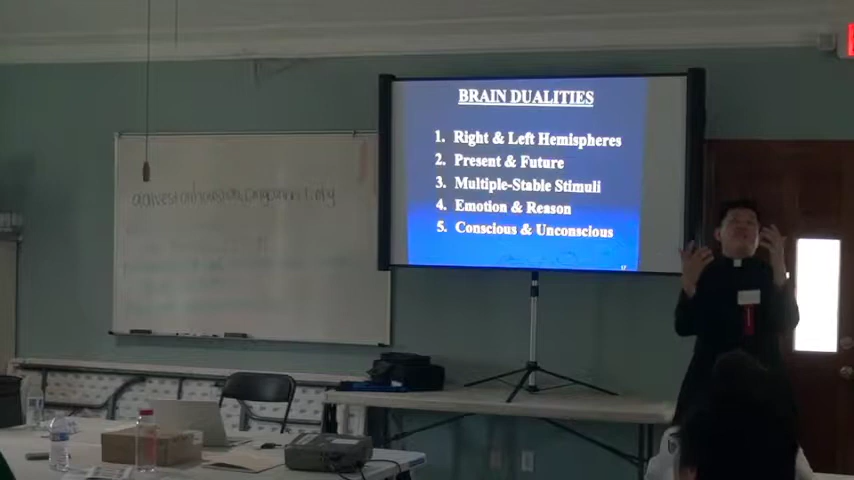 BRAIN DUALITIES
1. Right & Left Hemispheres
2. Present & Future
3. Multiple-Stable Stimuli
4. Emotion & Reason
5. Conscious & Unconscious
17